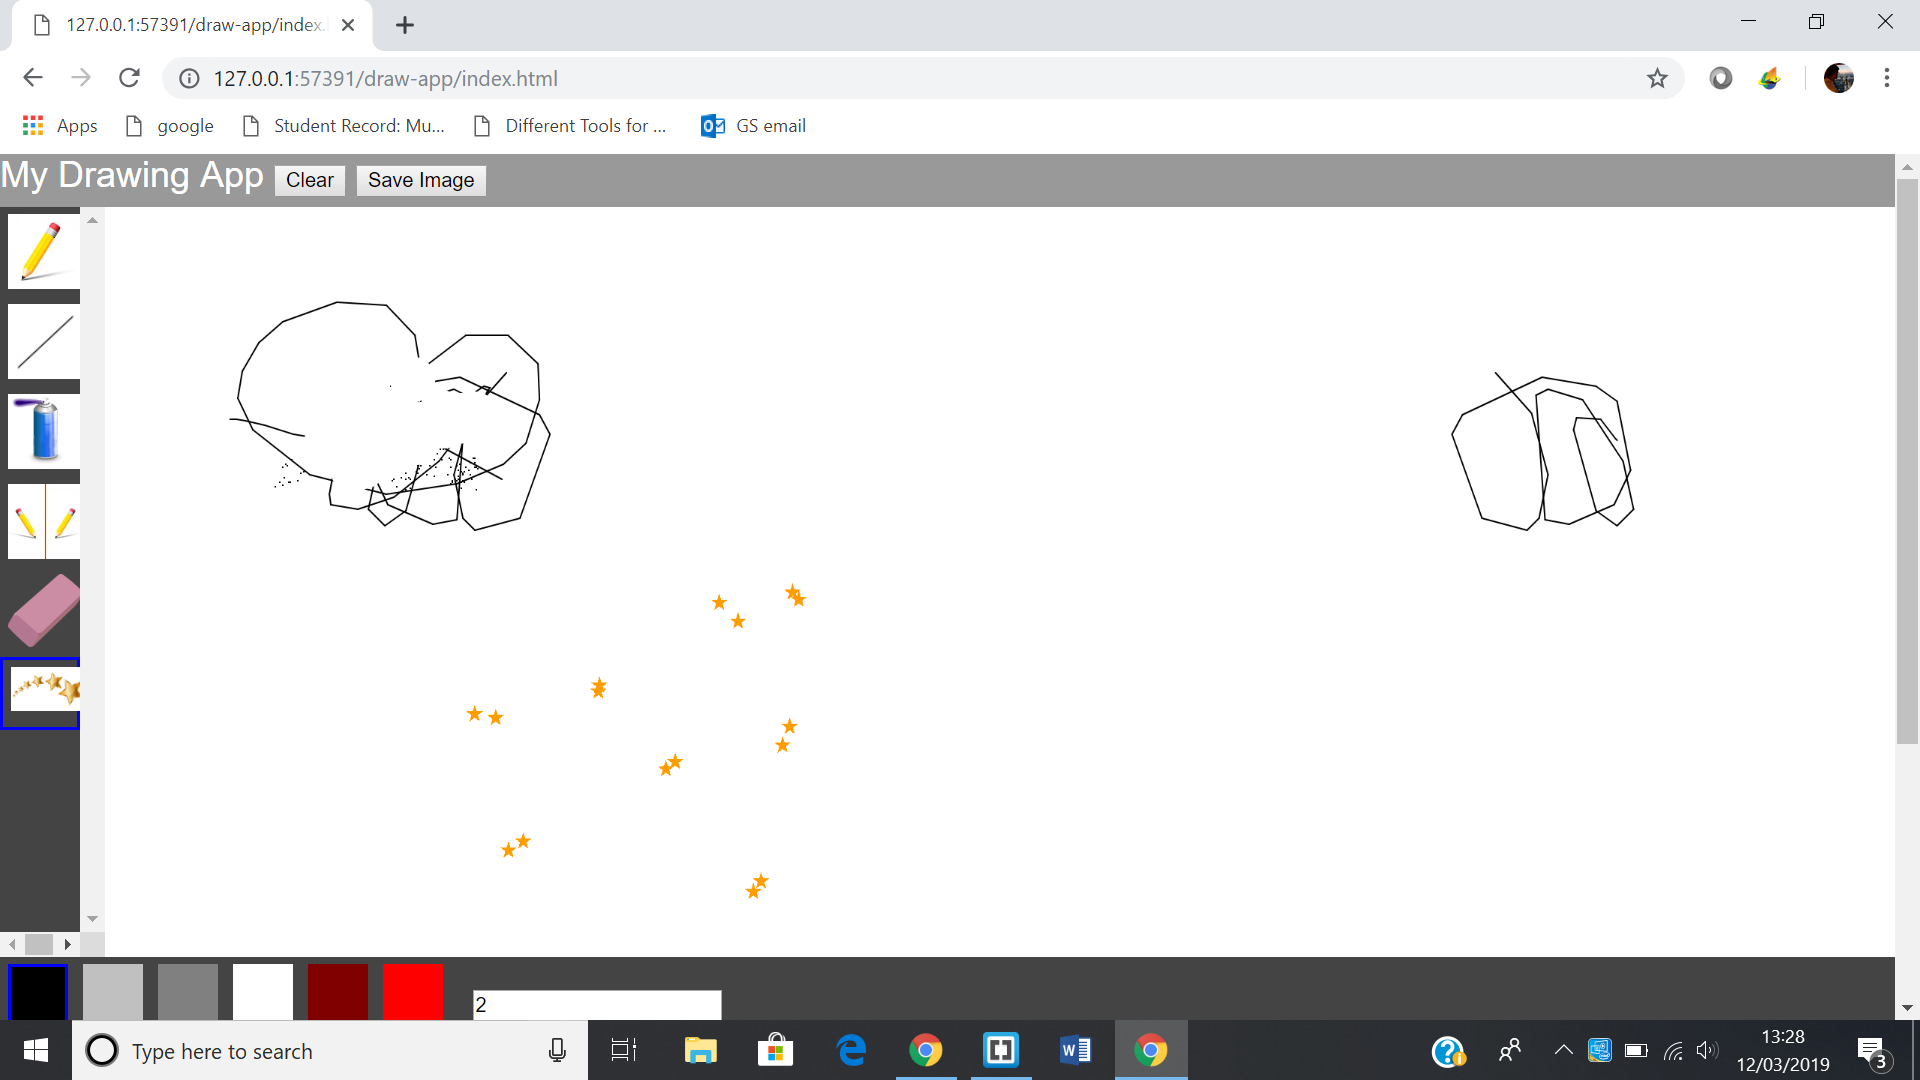 127.0.0.1:57391/draw-app/index.
127.0.0.1:57391/draw-app/index.html
Apps google Student Record: Mu... Different Tools for ... GS email
My Drawing App Clear Save Image
2
Type here to search
13:28
12/03/2019
3